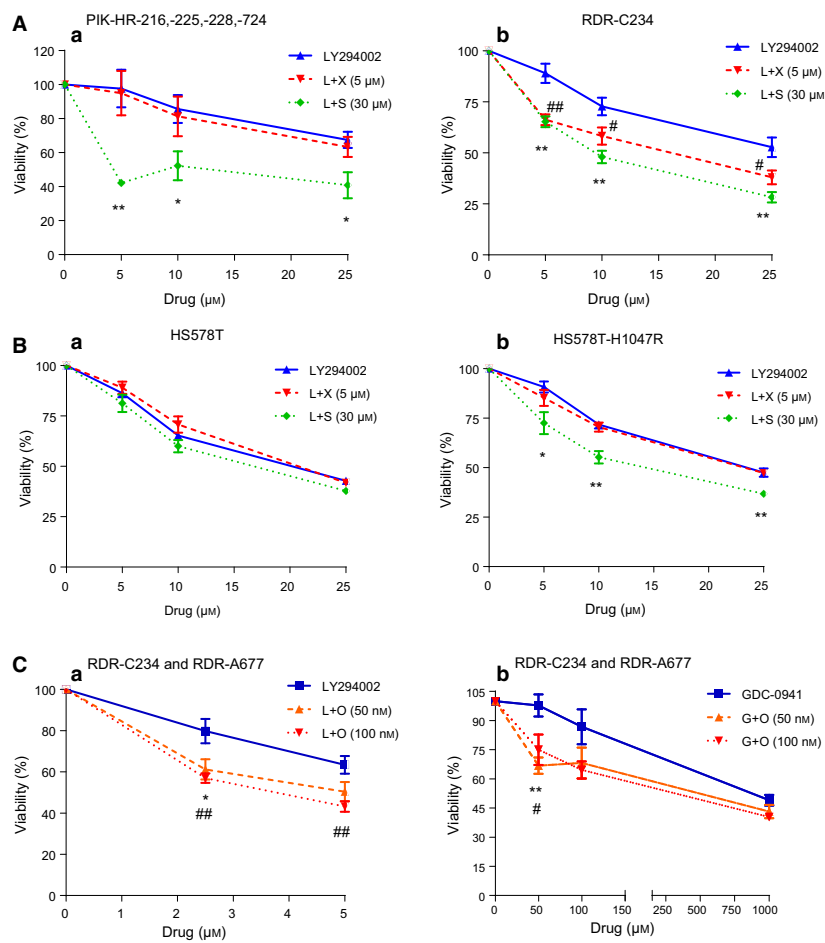 A
PIK-HR-216,-225,-228,-724
a
LY294002
L+X (5 µM)
L+S (30 µM)
Viability (%)
120
100
80
60
40
20
0
** * *
0 5 10 15 20 25
Drug (µM)
RDR-C234
b
LY294002
L+X (5 µM)
L+S (30 µM)
Viability (%)
100
75
50
25
0
## # #
** ** **
0 5 10 15 20 25
Drug (µM)
B
HS578T
a
LY294002
L+X (5 µM)
L+S (30 µM)
Viability (%)
100
75
50
25
0
0 5 10 15 20 25
Drug (µM)
HS578T-H1047R
b
LY294002
L+X (5 µM)
L+S (30 µM)
Viability (%)
100
75
50
25
0
* ** **
0 5 10 15 20 25
Drug (µM)
C
RDR-C234 and RDR-A677
a
LY294002
L+O (50 nM)
L+O (100 nM)
Viability (%)
100
80
60
40
20
0
*
## ##
0 1 2 3 4 5
Drug (µM)
RDR-C234 and RDR-A677
b
GDC-0941
G+O (50 nM)
G+O (100 nM)
Viability (%)
105
90
75
60
45
30
15
0
**
#
0 50 100 150 250 500 750 1000
Drug (µM)